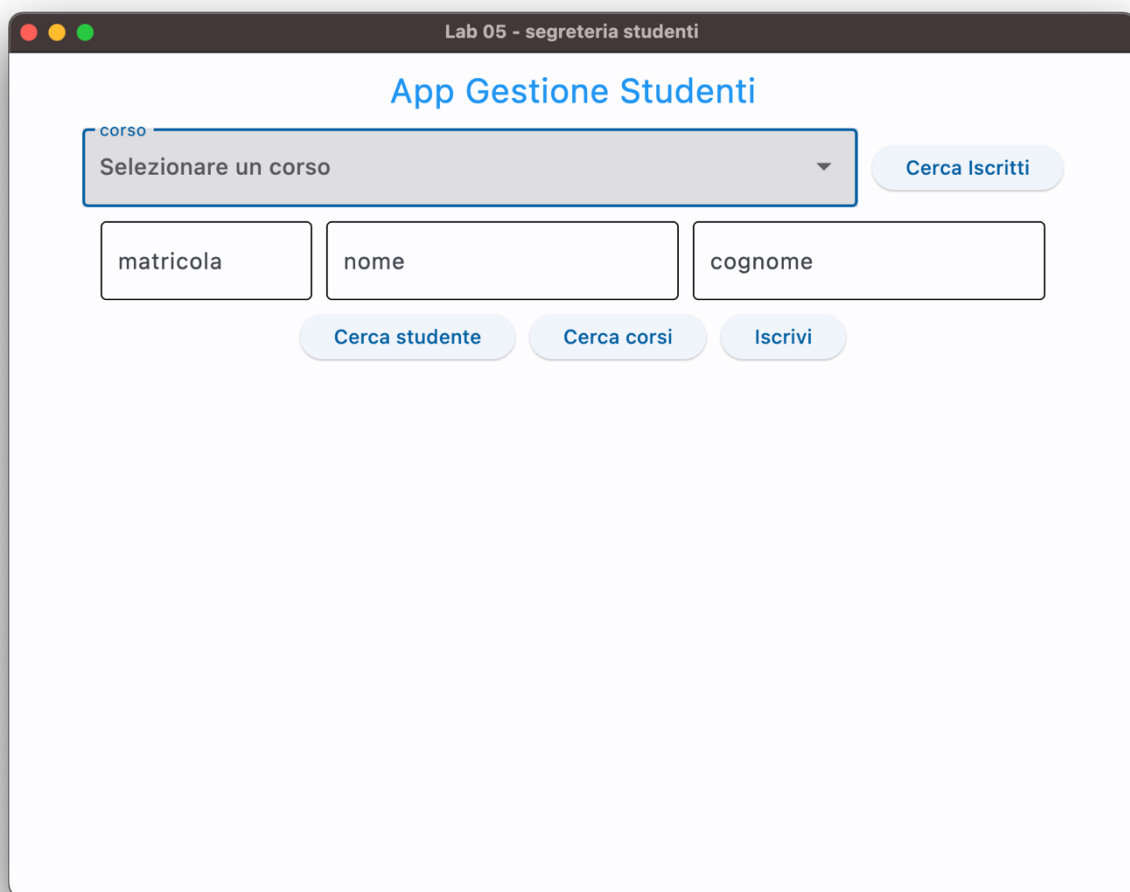 Lab 05 - segreteria studenti
App Gestione Studenti
corso
Selezionare un corso
Cerca Iscritti
matricola nome cognome
Cerca studente Cerca corsi Iscrivi